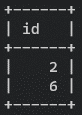 +------+
| id   |
+------+
|    2 |
|    6 |
+------+